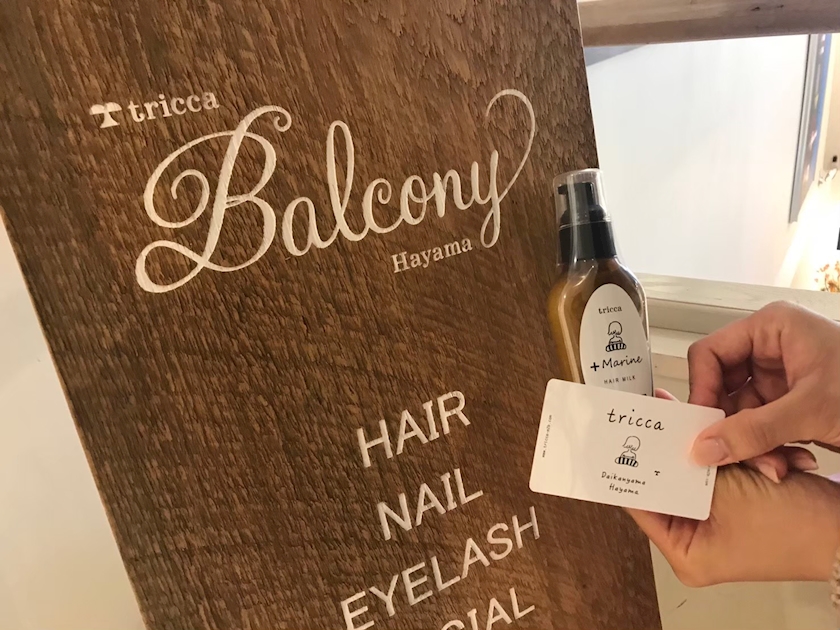 tricca
Balcony
Hayama
HAIR
NAIL
EYELASH
tricca
+Marine
HAIR MILK
tricca
Daikanyama
Hayama